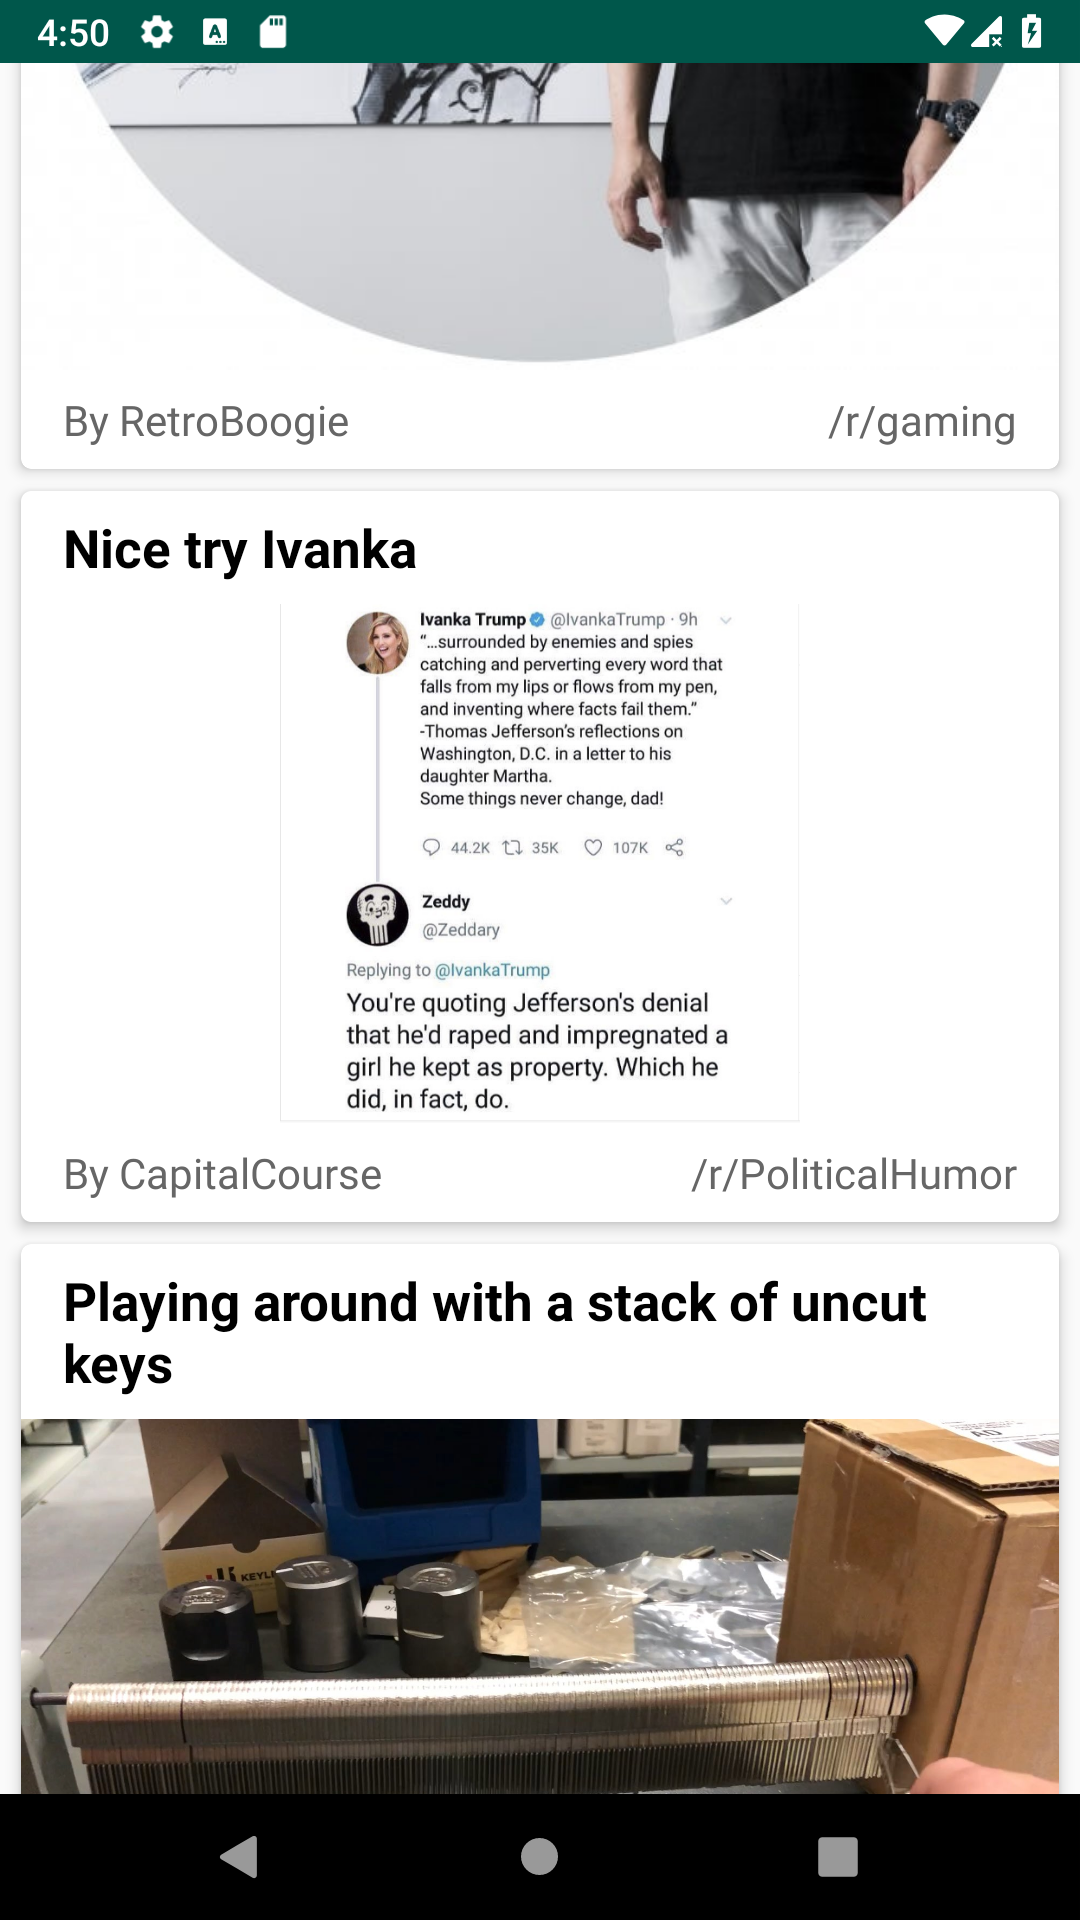 4:50
By RetroBoogie
/r/gaming
Nice try Ivanka
Ivanka Trump @IvankaTrump · 9h
“...surrounded by enemies and spies
catching and perverting every word that
falls from my lips or flows from my pen,
and inventing where facts fail them.”
-Thomas Jefferson’s reflections on
Washington, D.C. in a letter to his
daughter Martha.
Some things never change, dad!
44.2K 35K 107K
Zeddy
@Zeddary
Replying to @IvankaTrump
You're quoting Jefferson's denial
that he'd raped and impregnated a
girl he kept as property. Which he
did, in fact, do.
By CapitalCourse
/r/PoliticalHumor
Playing around with a stack of uncut
keys